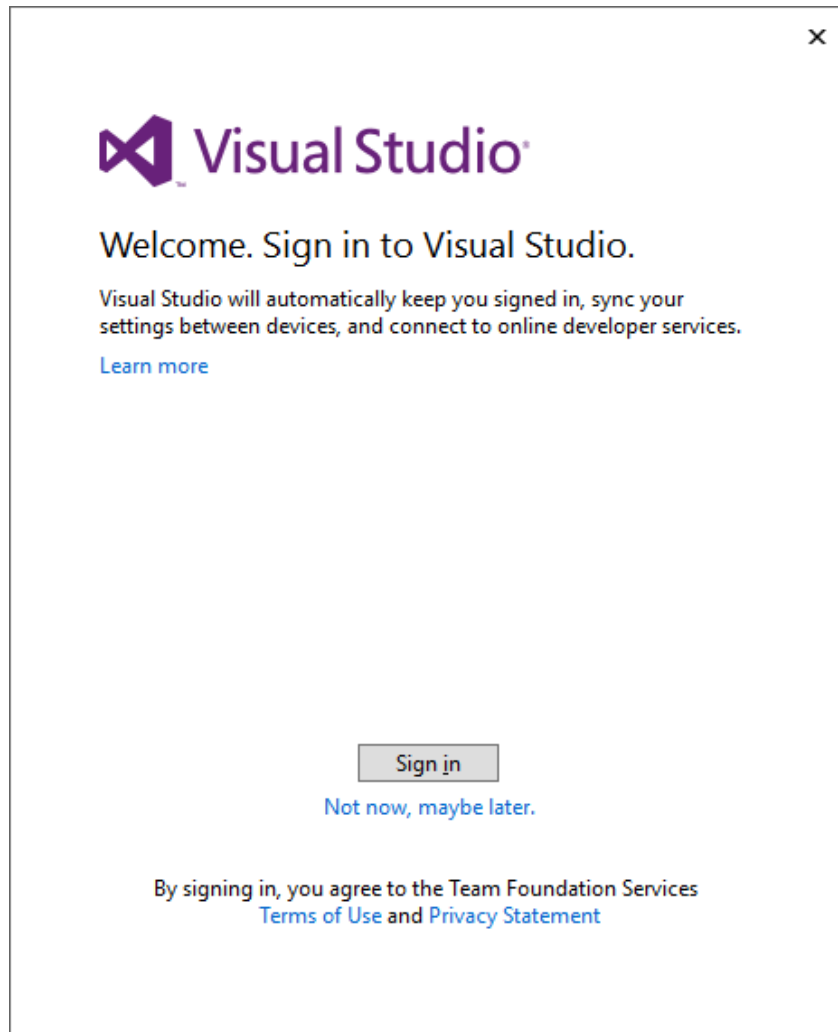 Visual Studio
Welcome. Sign in to Visual Studio.
Visual Studio will automatically keep you signed in, sync your
settings between devices, and connect to online developer services.
Learn more
Sign in
Not now, maybe later.
By signing in, you agree to the Team Foundation Services
Terms of Use and Privacy Statement